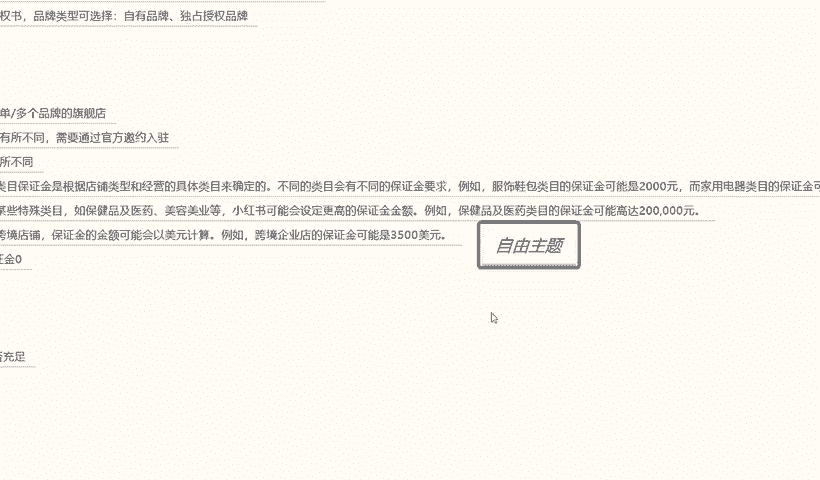 权书，品牌类型可选择：自有品牌、独占授权品牌
单/多个品牌的旗舰店
有所不同，需要通过官方邀约入驻
所不同
类目保证金是根据店铺类型和经营的具体类目来确定的。不同的类目会有不同的保证金要求，例如，服饰鞋包类目的保证金可能是2000元，而家用电器类目的保证金可
某些特殊类目，如保健品及医药、美容美业等，小红书可能会设定更高的保证金金额。例如，保健品及医药类目的保证金可能高达200,000元。
跨境店铺，保证金的金额可能会以美元计算。例如，跨境企业店的保证金可能是3500美元。
自由主题
证金0
否充足